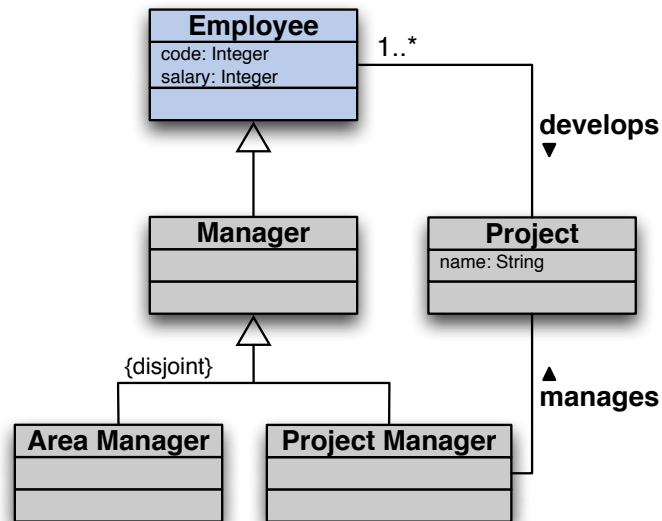 Employee
code: Integer
salary: Integer
1..*
develops
▼
Manager
Project
name: String
{disjoint}
▲
manages
Area Manager
Project Manager